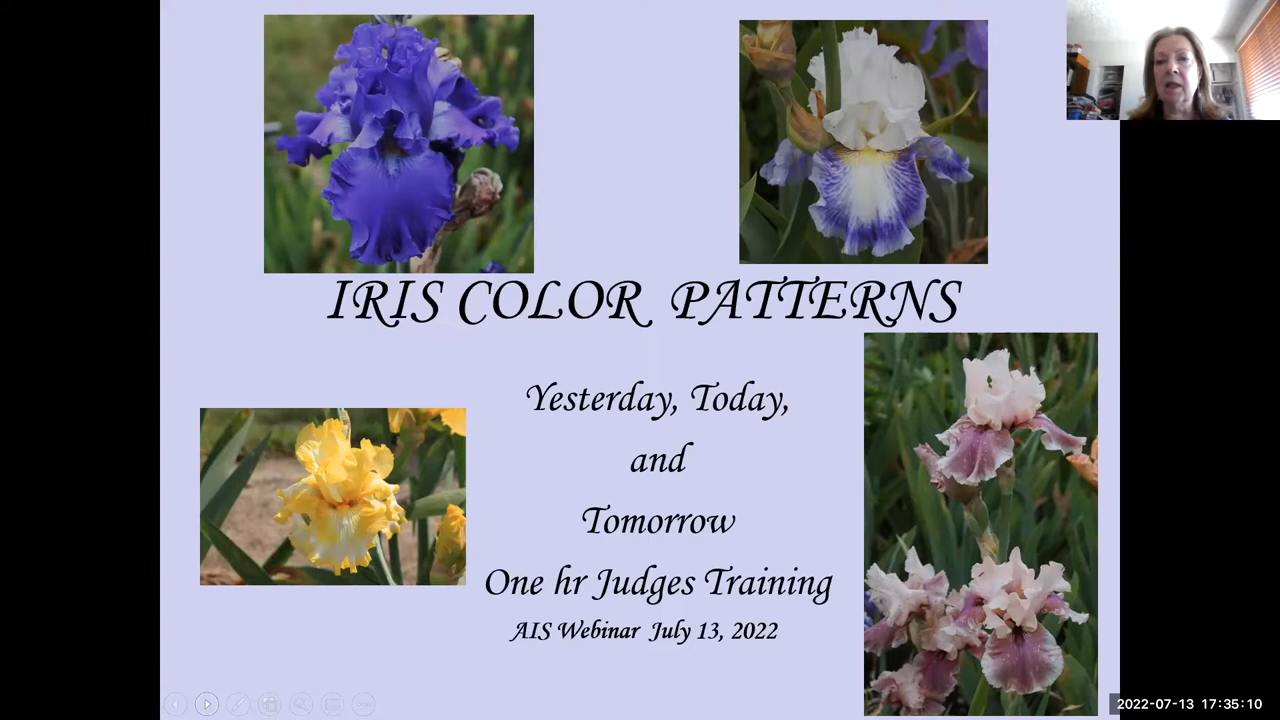 IRIS COLOR PATTERNS
Yesterday, Today,
and
Tomorrow
One hr Judges Training
AIS Webinar July 13, 2022
2022-07-13 17:35:10